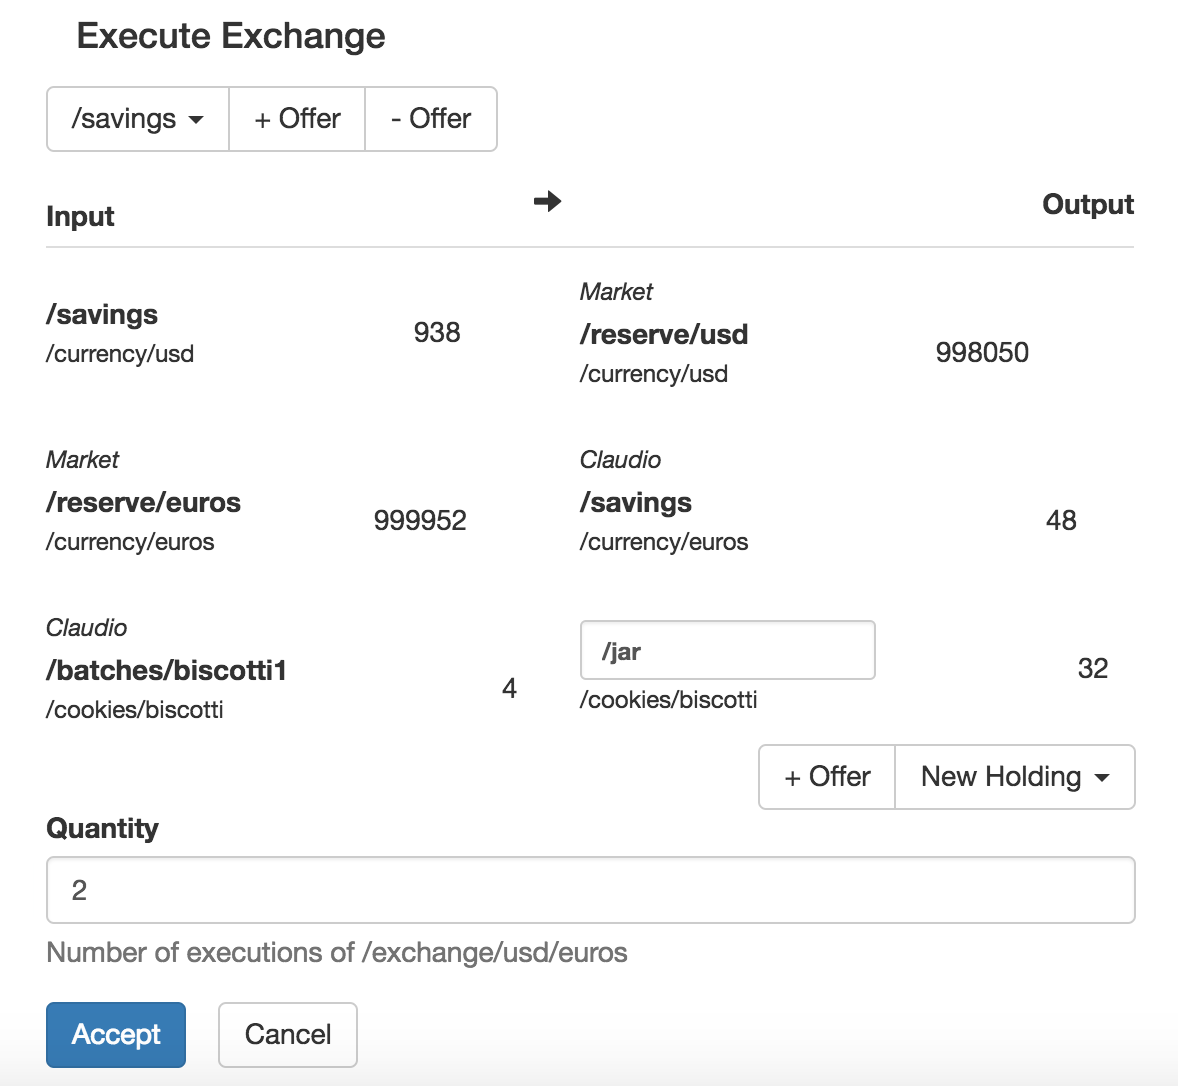 Execute Exchange
/savings
+ Offer
- Offer
Input
Output
/savings
/currency/usd
938
Market
/reserve/usd
/currency/usd
998050
Market
/reserve/euros
/currency/euros
999952
Claudio
/savings
/currency/euros
48
Claudio
/batches/biscotti1
/cookies/biscotti
4
/jar
/cookies/biscotti
32
+ Offer
New Holding
Quantity
2
Number of executions of /exchange/usd/euros
Accept
Cancel